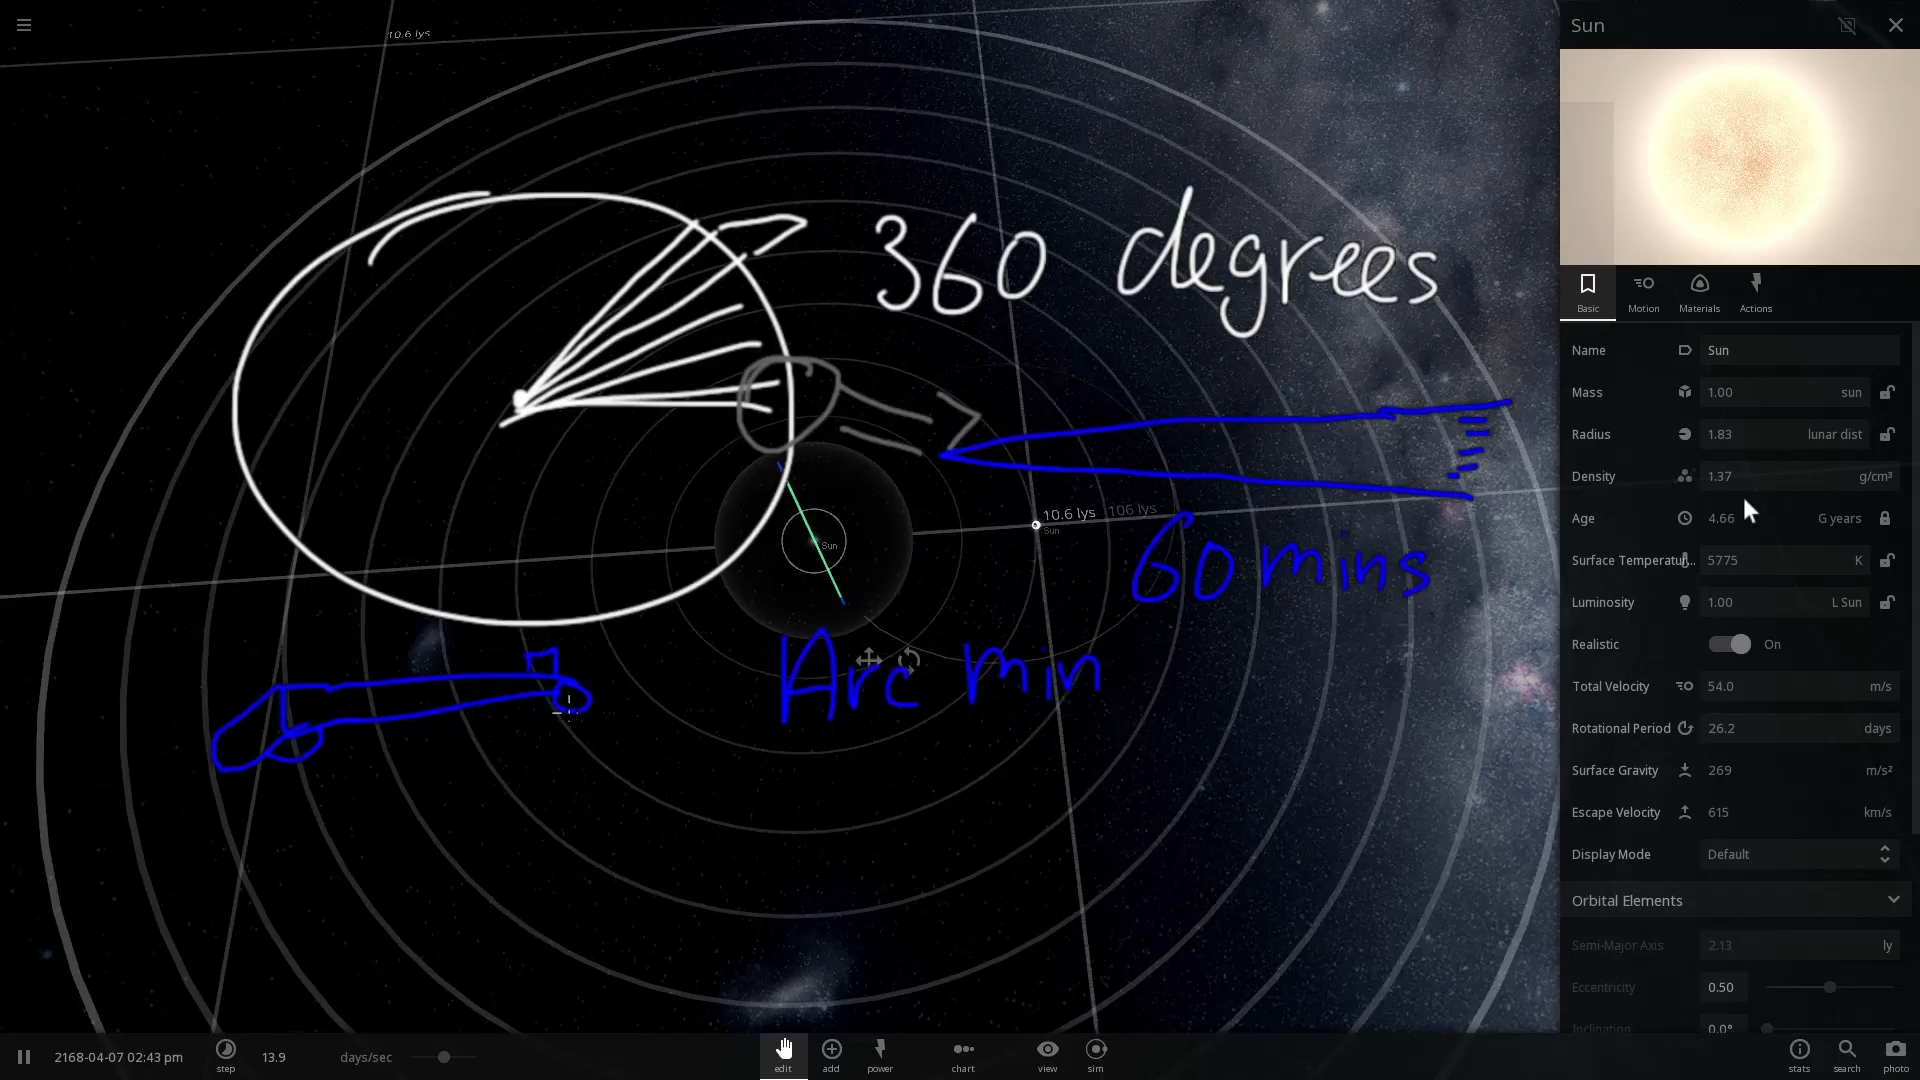 Sun
10.6 lys
360 degrees
Basic
Motion
Materials
Actions
Name
Sun
Mass
1.00
sun
Radius
1.83
lunar dist
Density
1.37
g/cm³
10.6 lys 106 lys
Sun
Age
4.66
G years
Sun
60 mins
Surface Temperatur...
5775
K
Luminosity
1.00
L Sun
Realistic
On
Arc min
Total Velocity
54.0
m/s
Rotational Period
26.2
days
Surface Gravity
269
m/s²
Escape Velocity
615
km/s
Display Mode
Default
Orbital Elements
Semi-Major Axis
2.13
ly
Eccentricity
0.50
Inclination
0.0°
2168-04-07 02:43 pm
step
13.9
days/sec
edit
add
power
chart
view
sim
stats
search
photo